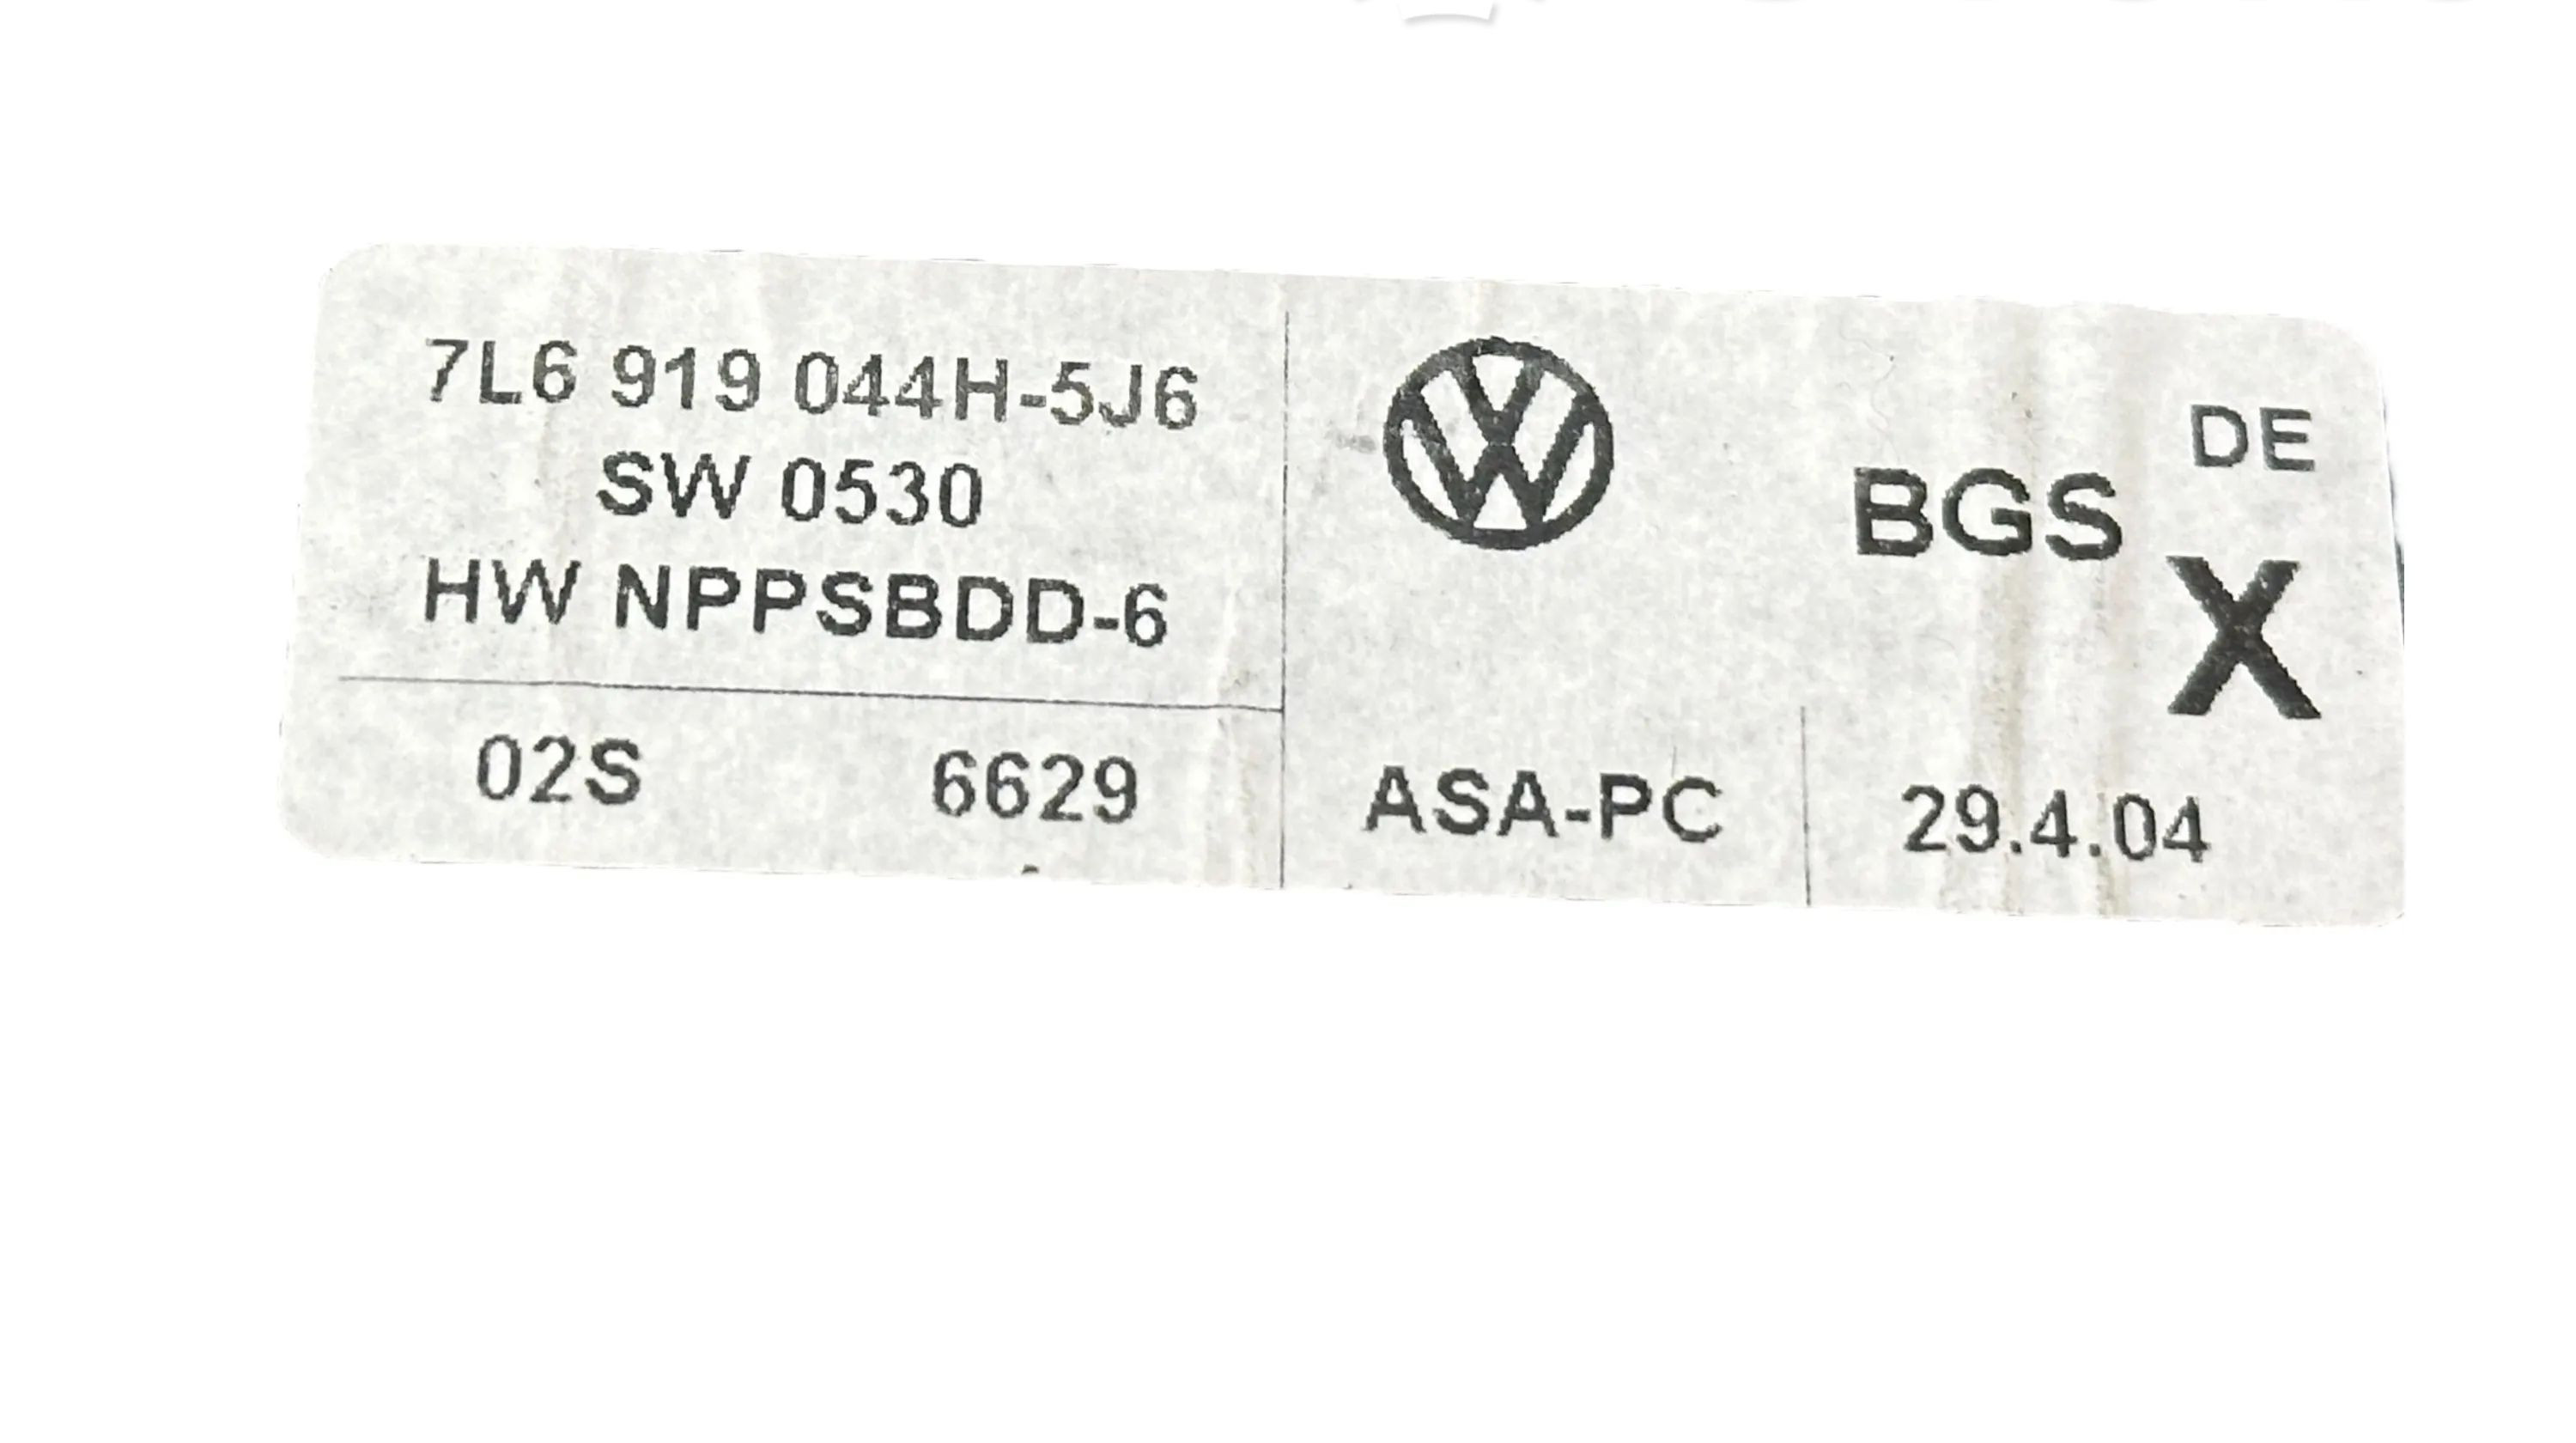 7L6 919 044H-5J6
SW 0530
HW NPPSBDD-6
02S 6629
DE
BGS
X
ASA-PC 29.4.04